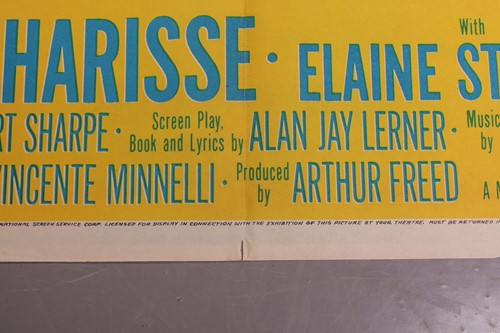 With
HARISSE · ELAINE ST
RT SHARPE · Screen Play, Book and Lyrics by ALAN JAY LERNER · Music by
VINCENTE MINNELLI · Produced by ARTHUR FREED A M
NATIONAL SCREEN SERVICE CORP. LICENSED FOR DISPLAY IN CONNECTION WITH THE EXHIBITION OF THIS PICTURE AT YOUR THEATRE. MUST BE RETURNED I